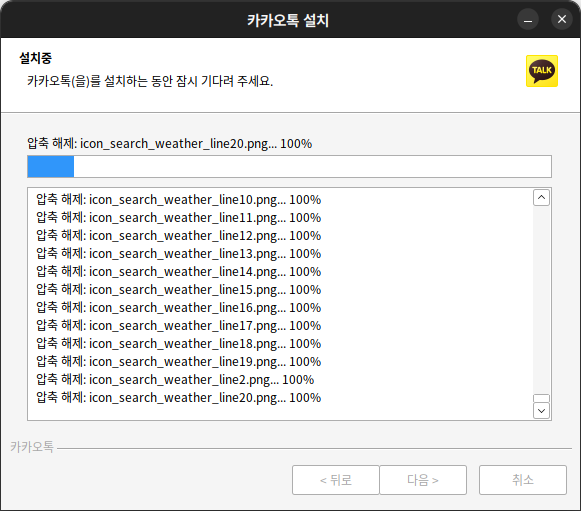 카카오톡 설치
설치중
카카오톡(을)를 설치하는 동안 잠시 기다려 주세요.
TALK
압축 해제: icon_search_weather_line20.png... 100%
압축 해제: icon_search_weather_line10.png... 100%
압축 해제: icon_search_weather_line11.png... 100%
압축 해제: icon_search_weather_line12.png... 100%
압축 해제: icon_search_weather_line13.png... 100%
압축 해제: icon_search_weather_line14.png... 100%
압축 해제: icon_search_weather_line15.png... 100%
압축 해제: icon_search_weather_line16.png... 100%
압축 해제: icon_search_weather_line17.png... 100%
압축 해제: icon_search_weather_line18.png... 100%
압축 해제: icon_search_weather_line19.png... 100%
압축 해제: icon_search_weather_line2.png... 100%
압축 해제: icon_search_weather_line20.png... 100%
카카오톡
< 뒤로
다음 >
취소